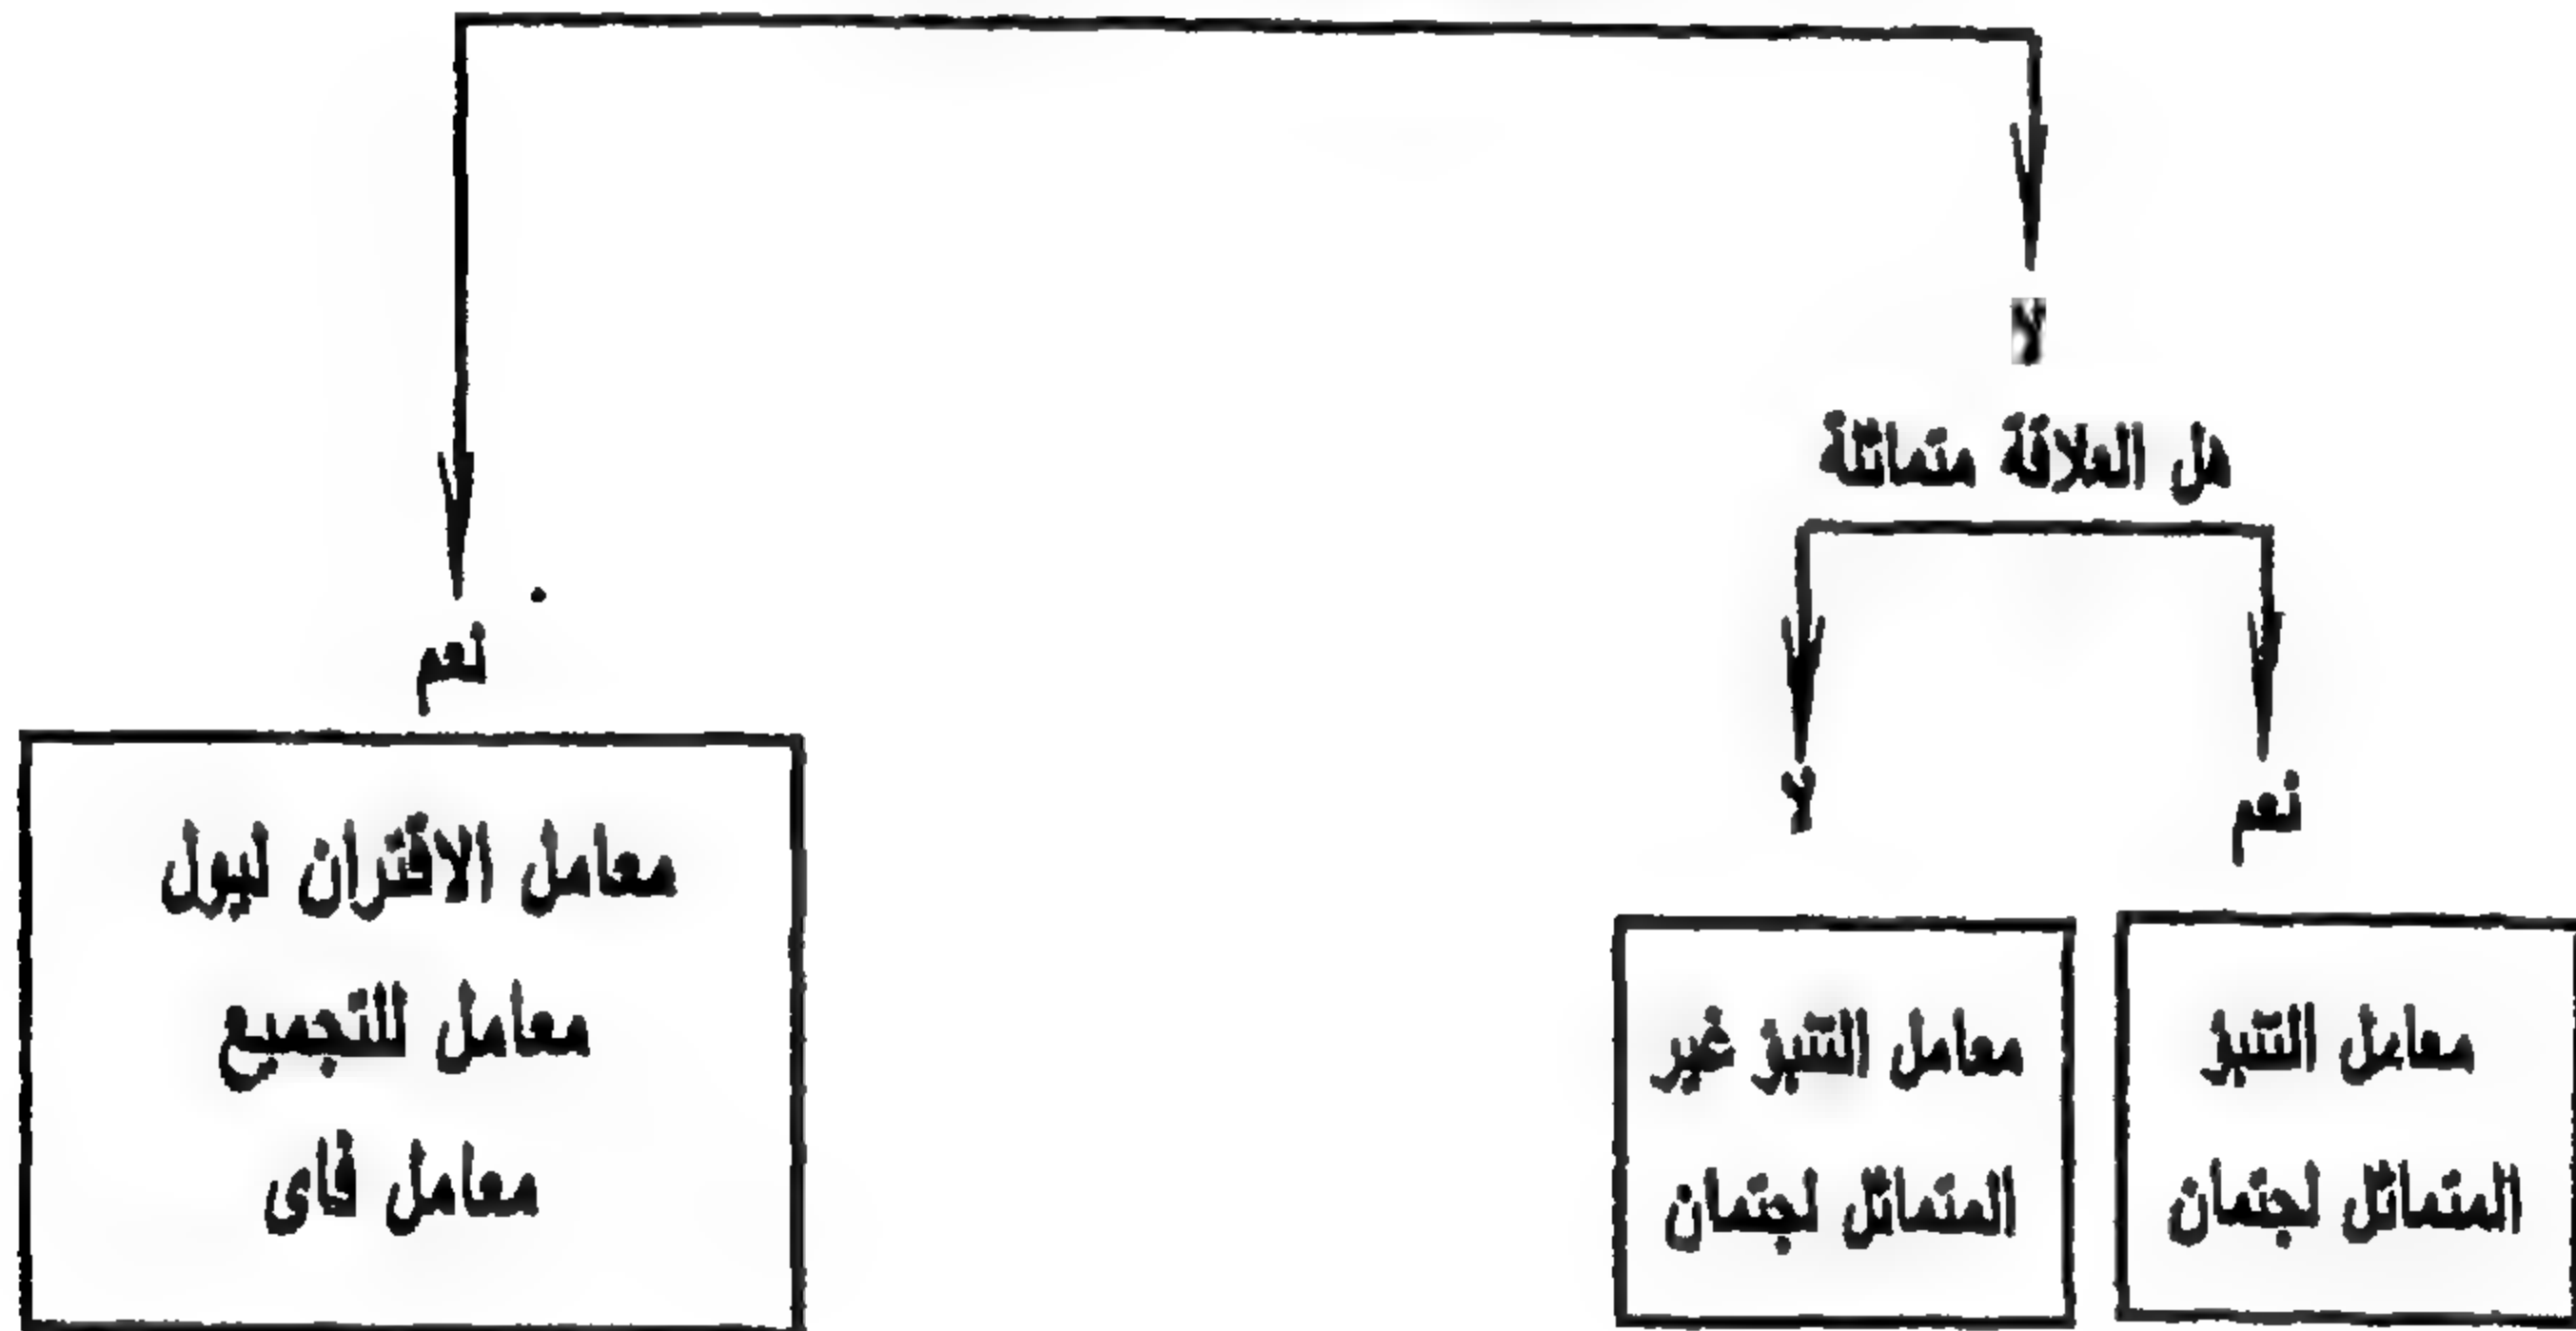 لا
هل العلاقة متماثلة
نعم
لا
نعم
معامل الاقتران ليول
معامل للتجميع
معامل فاى
معامل التنبؤ غير
المتماثل لجتمان
معامل التنبؤ
المتماثل لجتمان